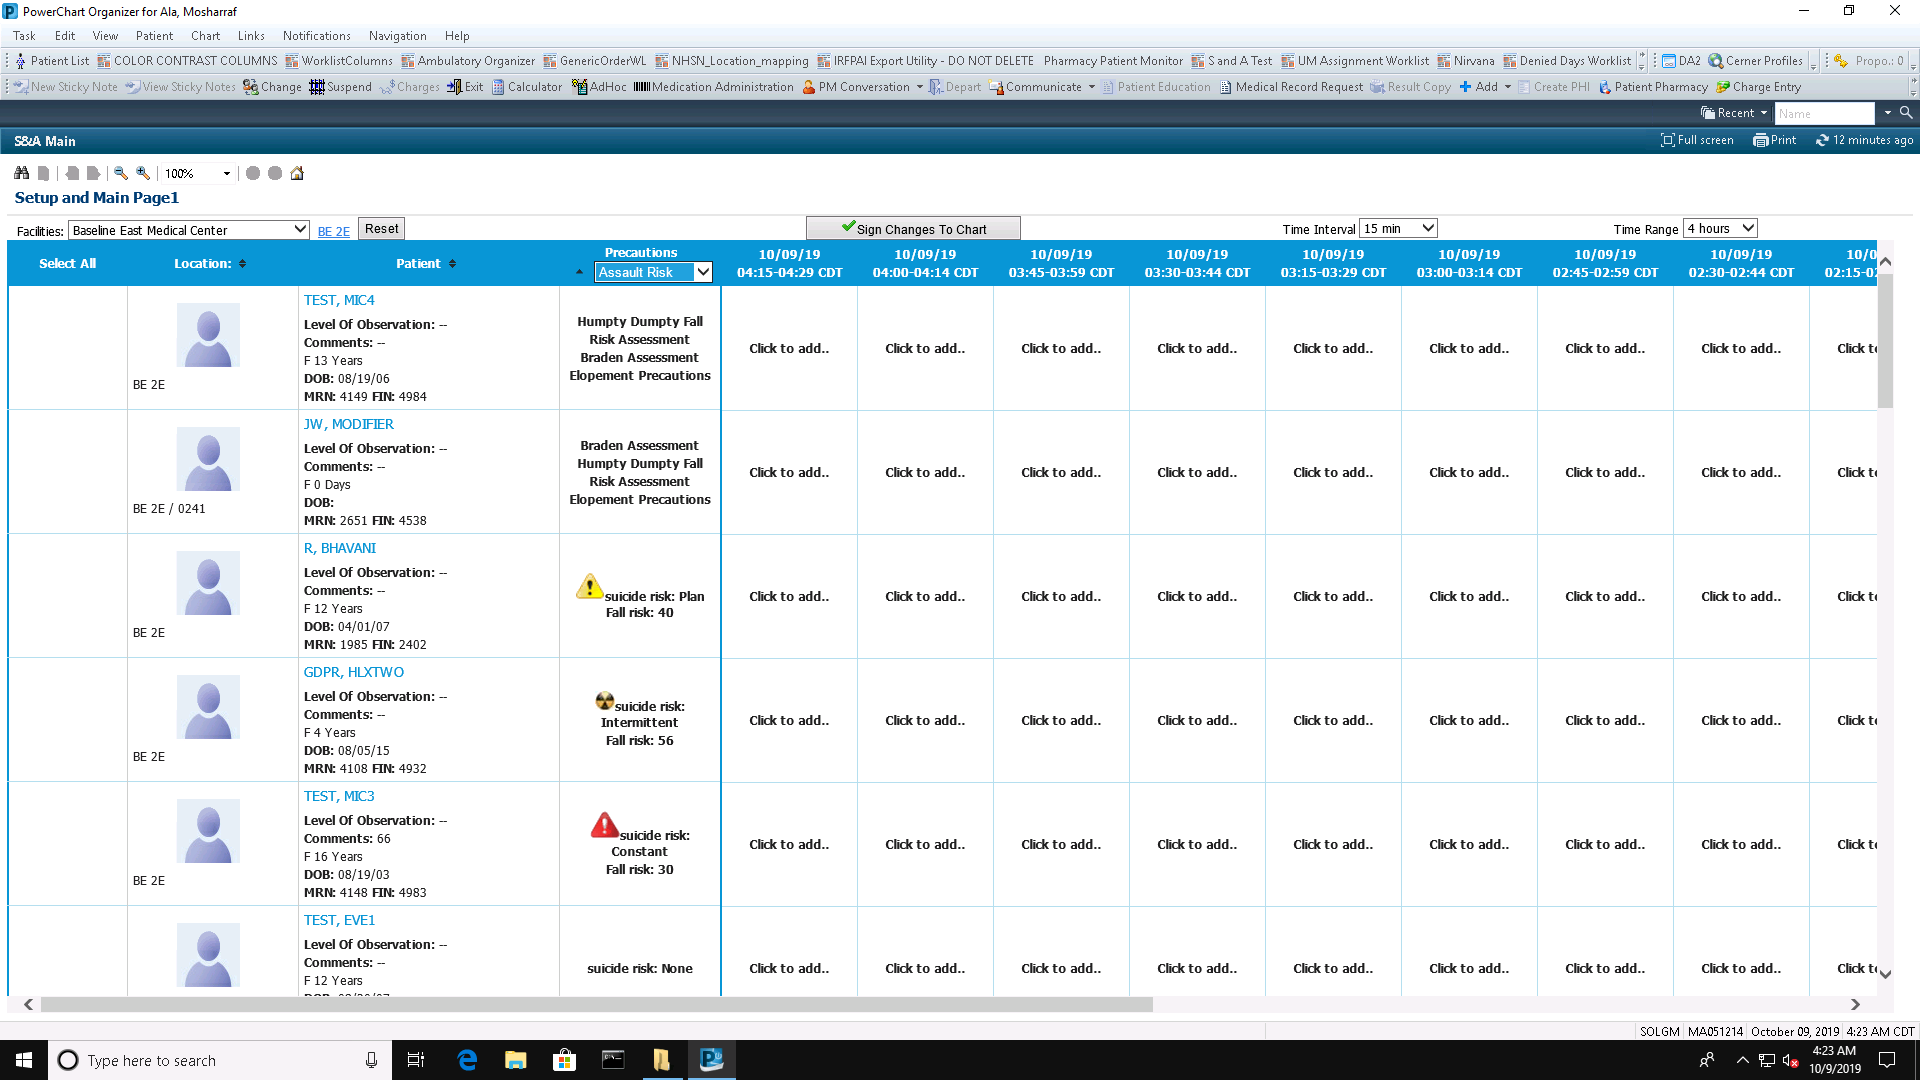 PowerChart Organizer for Ala, Mosharraf
Task Edit View Patient Chart Links Notifications Navigation Help
Patient List COLOR CONTRAST COLUMNS WorklistColumns Ambulatory Organizer GenericOrderWL NHSN_Location_mapping IRFPAI Export Utility - DO NOT DELETE Pharmacy Patient Monitor S and A Test UM Assignment Worklist Nirvana Denied Days Worklist DA2 Cerner Profiles Propo.: 0
New Sticky Note View Sticky Notes Change Suspend Charges Exit Calculator AdHoc Medication Administration PM Conversation Depart Communicate Patient Education Medical Record Request Result Copy Add Create PHI Patient Pharmacy Charge Entry
Recent Name
S&A Main Full screen Print 12 minutes ago
100%
Setup and Main Page1
Facilities: Baseline East Medical Center BE 2E Reset Sign Changes To Chart Time Interval 15 min Time Range 4 hours
Select All Location: Patient Precautions Assault Risk
10/09/19 10/09/19 10/09/19 10/09/19 10/09/19 10/09/19 10/09/19 10/09/19 10/0
04:15-04:29 CDT 04:00-04:14 CDT 03:45-03:59 CDT 03:30-03:44 CDT 03:15-03:29 CDT 03:00-03:14 CDT 02:45-02:59 CDT 02:30-02:44 CDT 02:15-02
BE 2E
TEST, MIC4
Level Of Observation: --
Comments: --
F 13 Years
DOB: 08/19/06
MRN: 4149 FIN: 4984
Humpty Dumpty Fall
Risk Assessment
Braden Assessment
Elopement Precautions
Click to add.. Click to add.. Click to add.. Click to add.. Click to add.. Click to add.. Click to add.. Click to add.. Click to
BE 2E / 0241
JW, MODIFIER
Level Of Observation: --
Comments: --
F 0 Days
DOB:
MRN: 2651 FIN: 4538
Braden Assessment
Humpty Dumpty Fall
Risk Assessment
Elopement Precautions
Click to add.. Click to add.. Click to add.. Click to add.. Click to add.. Click to add.. Click to add.. Click to add.. Click to
BE 2E
R, BHAVANI
Level Of Observation: --
Comments: --
F 12 Years
DOB: 04/01/07
MRN: 1985 FIN: 2402
suicide risk: Plan
Fall risk: 40
Click to add.. Click to add.. Click to add.. Click to add.. Click to add.. Click to add.. Click to add.. Click to add.. Click to
BE 2E
GDPR, HLXTWO
Level Of Observation: --
Comments: --
F 4 Years
DOB: 08/05/15
MRN: 4108 FIN: 4932
suicide risk:
Intermittent
Fall risk: 56
Click to add.. Click to add.. Click to add.. Click to add.. Click to add.. Click to add.. Click to add.. Click to add.. Click to
BE 2E
TEST, MIC3
Level Of Observation: --
Comments: 66
F 16 Years
DOB: 08/19/03
MRN: 4148 FIN: 4983
suicide risk:
Constant
Fall risk: 30
Click to add.. Click to add.. Click to add.. Click to add.. Click to add.. Click to add.. Click to add.. Click to add.. Click to
TEST, EVE1
Level Of Observation: --
Comments: --
F 12 Years
suicide risk: None
Click to add.. Click to add.. Click to add.. Click to add.. Click to add.. Click to add.. Click to add.. Click to add.. Click to
SOLGM MA051214 October 09, 2019 4:23 AM CDT
Type here to search
4:23 AM
10/9/2019